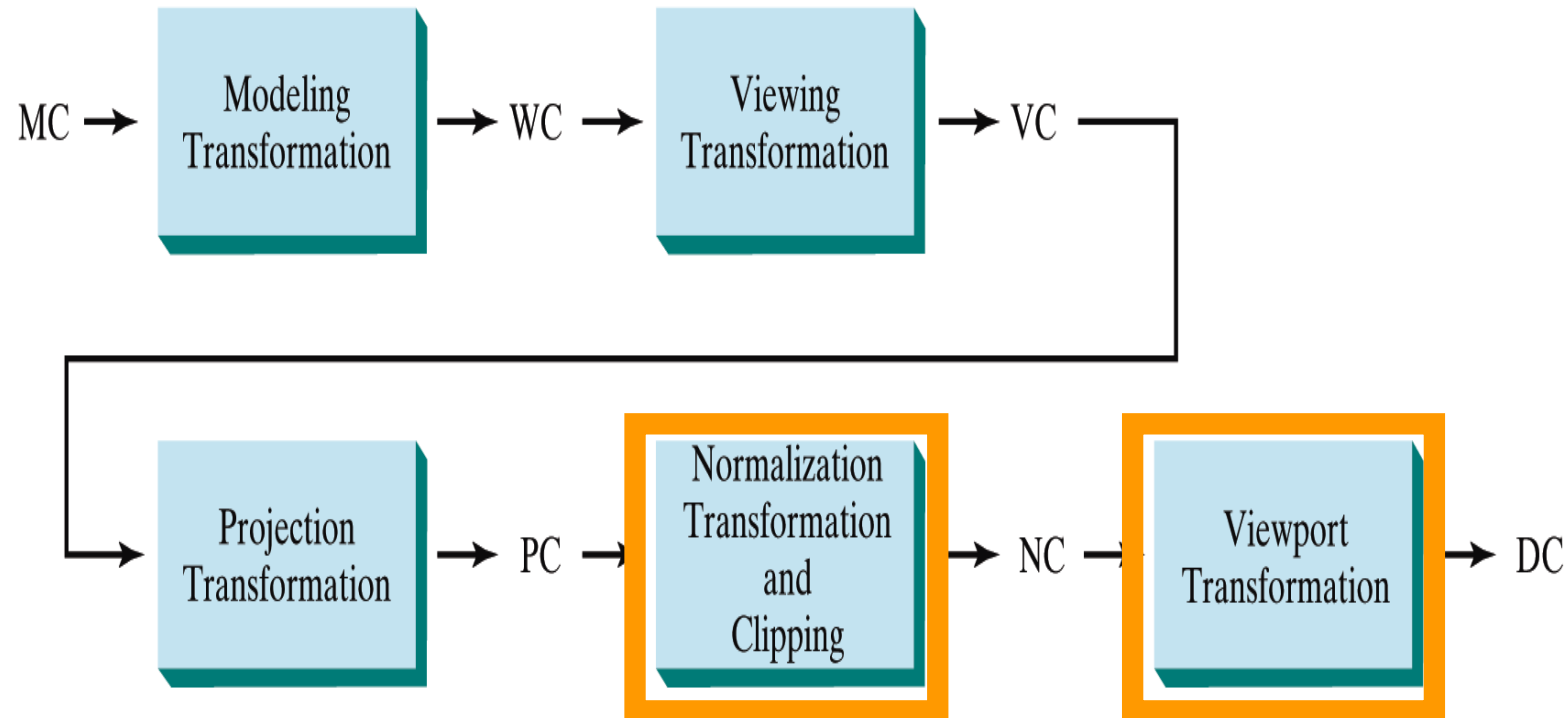 MC
Modeling
Transformation
WC
Viewing
Transformation
VC
Projection
Transformation
PC
Normalization
Transformation
and
Clipping
NC
Viewport
Transformation
DC